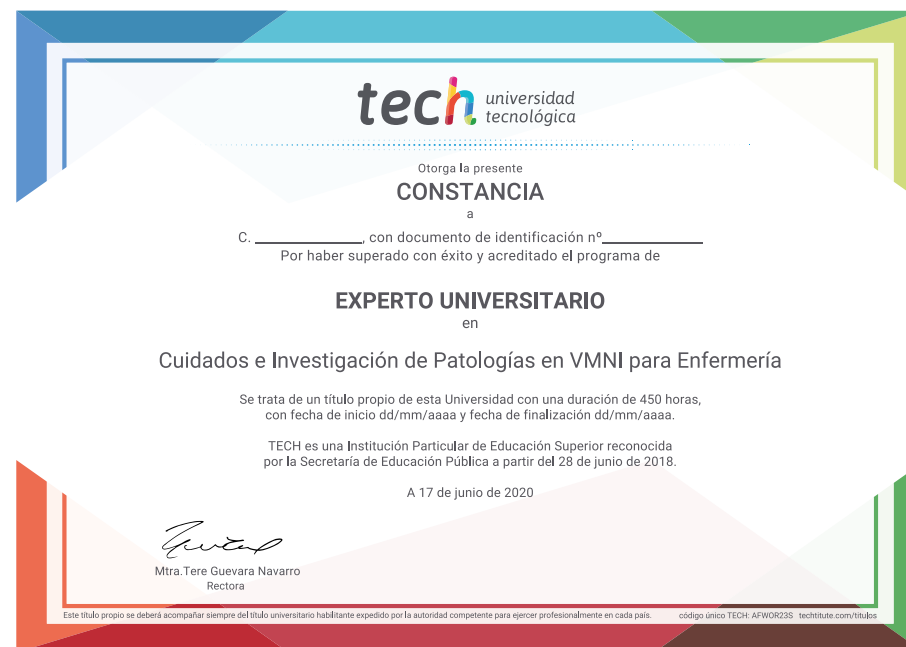 tech universidad
tecnológica
Otorga la presente
CONSTANCIA
a
C. ____________, con documento de identificación nº____________
Por haber superado con éxito y acreditado el programa de
EXPERTO UNIVERSITARIO
en
Cuidados e Investigación de Patologías en VMNI para Enfermería
Se trata de un título propio de esta Universidad con una duración de 450 horas,
con fecha de inicio dd/mm/aaaa y fecha de finalización dd/mm/aaaa.
TECH es una Institución Particular de Educación Superior reconocida
por la Secretaría de Educación Pública a partir del 28 de junio de 2018.
A 17 de junio de 2020
Mtra.Tere Guevara Navarro
Rectora
Este título propio se deberá acompañar siempre del título universitario habilitante expedido por la autoridad competente para ejercer profesionalmente en cada país. código único TECH: AFWOR23S techtitute.com/titulos